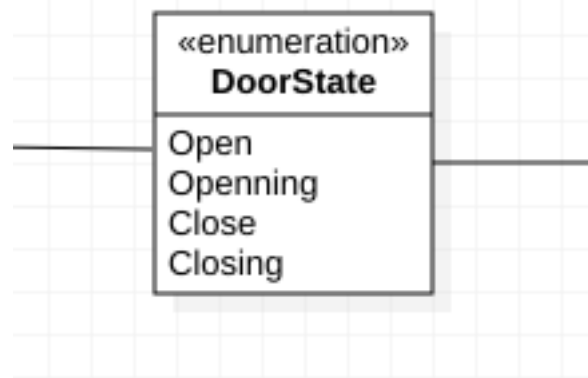 «enumeration»
DoorState
Open
Openning
Close
Closing